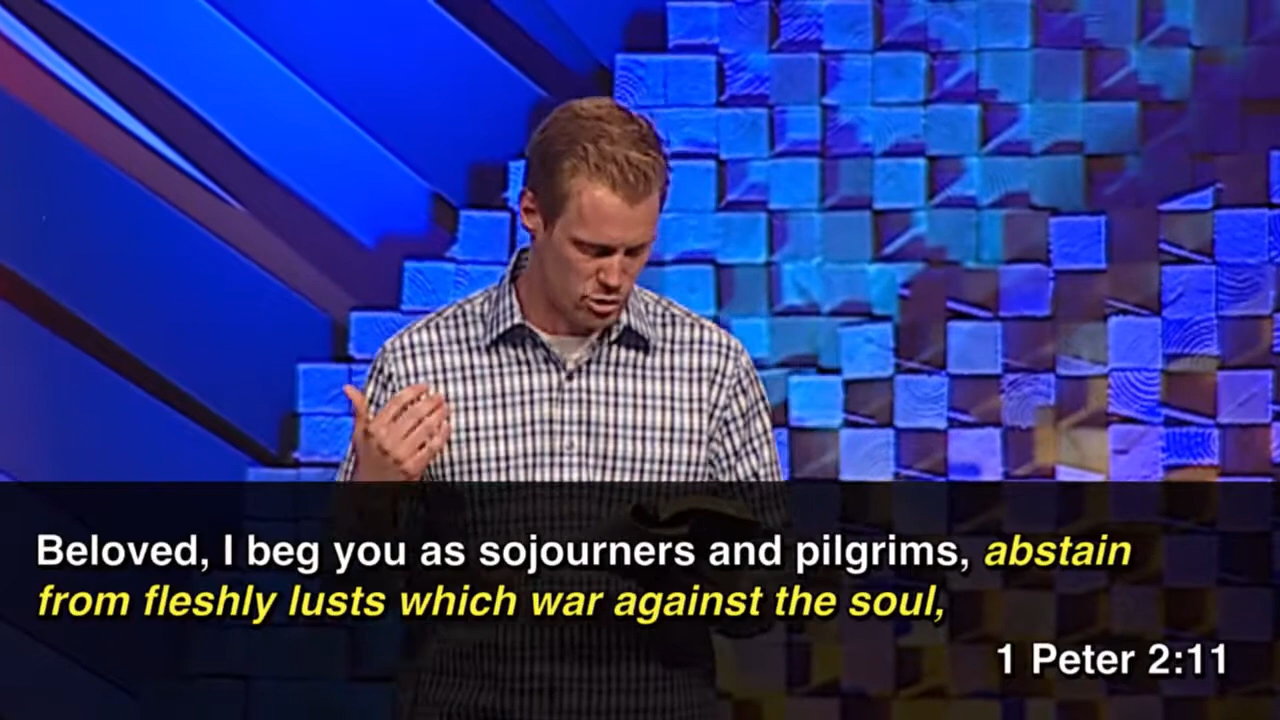 Beloved, I beg you as sojourners and pilgrims, abstain
from fleshly lusts which war against the soul,
1 Peter 2:11